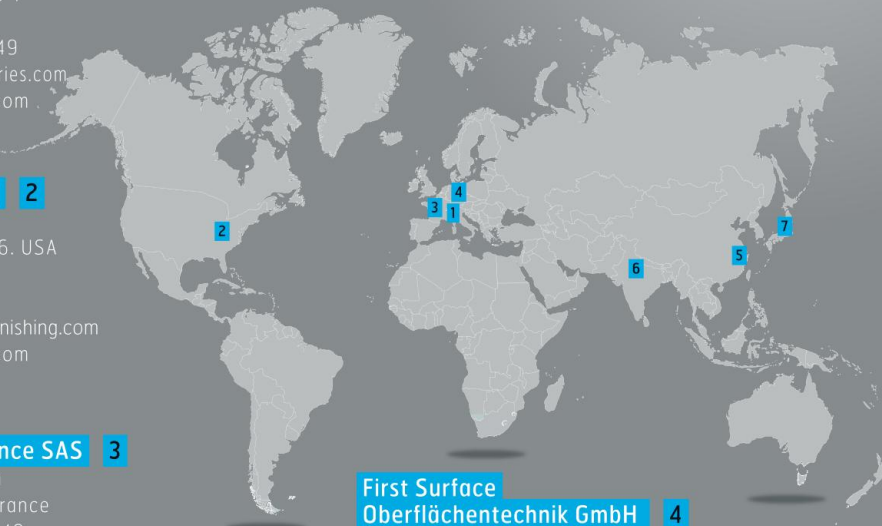 49
ries.com
om
2
6. USA
nishing.com
om
nce SAS 3
rance
First Surface
Oberflächentechnik GmbH 4
1
2
3
4
5
6
7